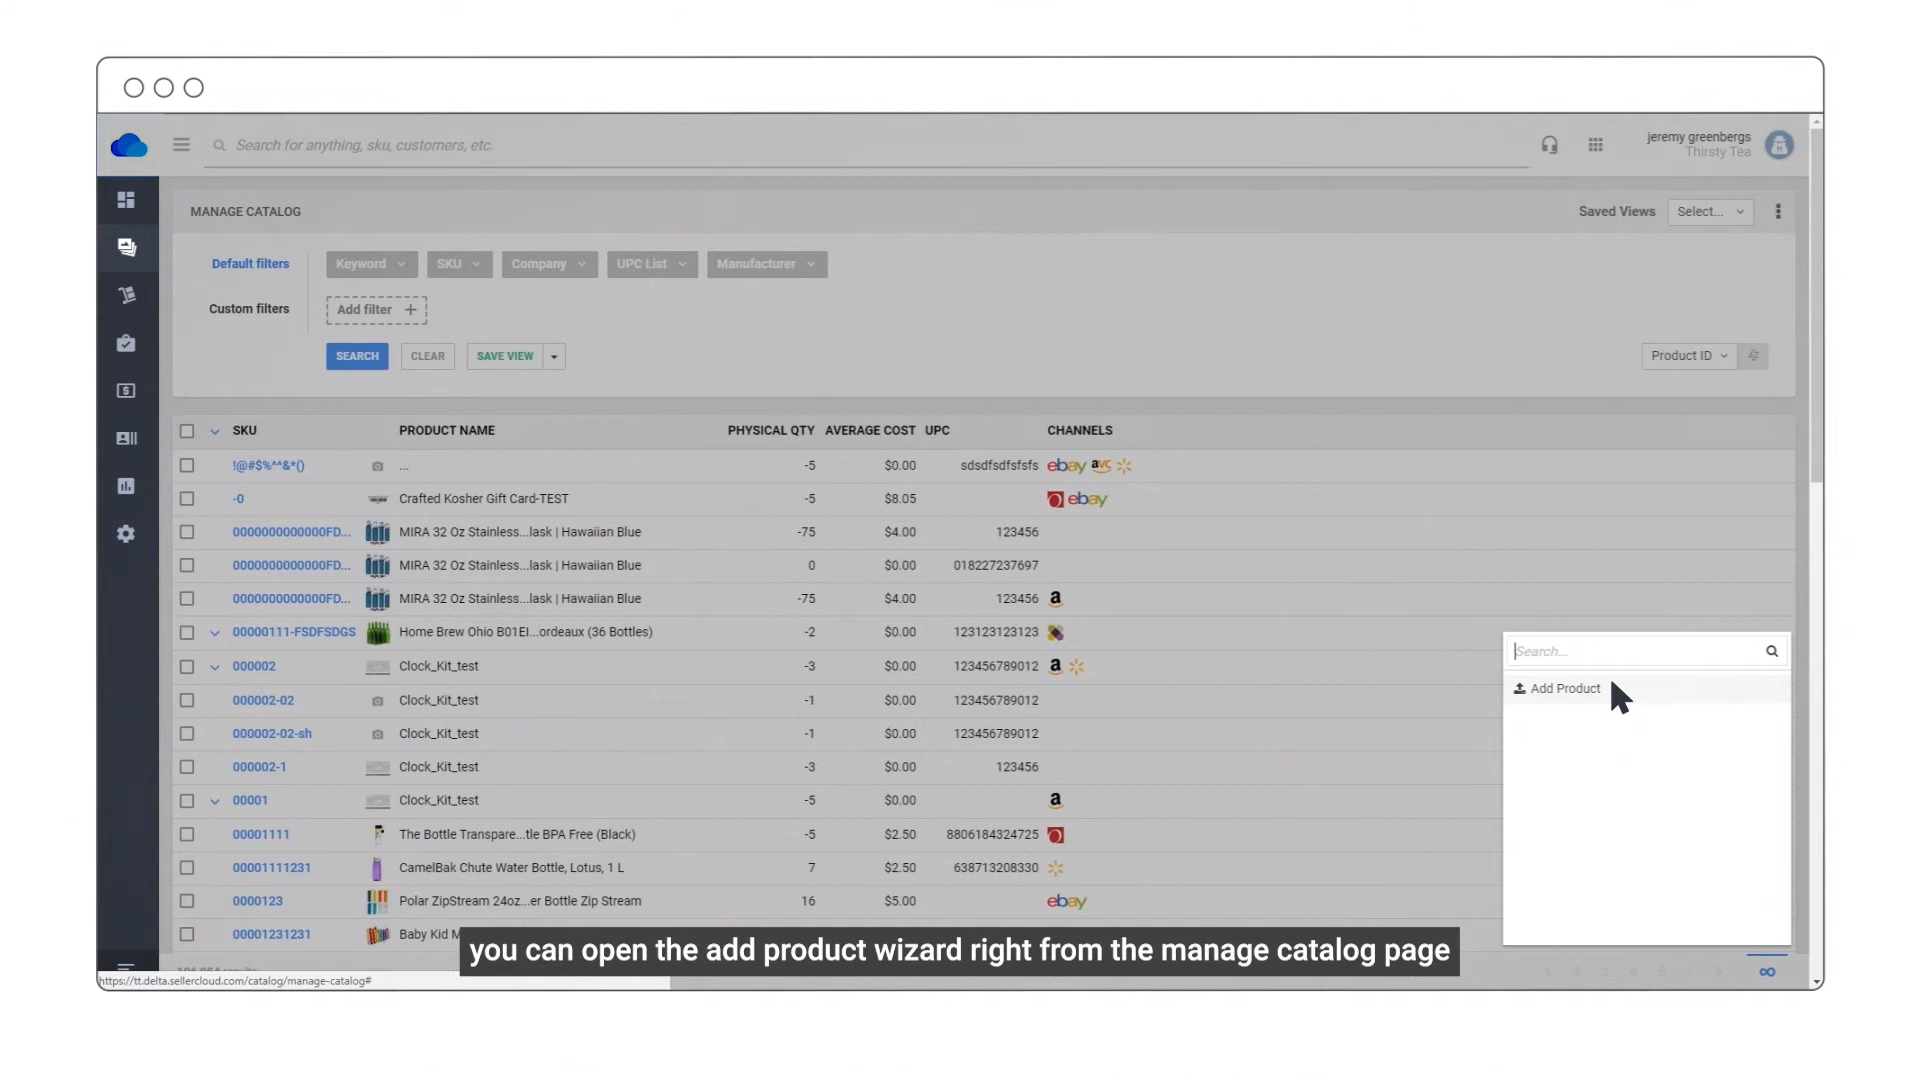 Search for anything, sku, customers, etc.
jeremy greenbergs
Thirsty Tea
MANAGE CATALOG
Saved Views Select...
Default filters Keyword SKU Company UPC List Manufacturer
Custom filters Add filter +
SEARCH CLEAR SAVE VIEW Product ID
SKU PRODUCT NAME PHYSICAL QTY AVERAGE COST UPC CHANNELS
!@#$%^^&*() ... -5 $0.00 sdsdfsdfsfsfs ebay avc
-0 Crafted Kosher Gift Card-TEST -5 $8.05 ebay
0000000000000FD... MIRA 32 Oz Stainless...lask | Hawaiian Blue -75 $4.00 123456
0000000000000FD... MIRA 32 Oz Stainless...lask | Hawaiian Blue 0 $0.00 018227237697
0000000000000FD... MIRA 32 Oz Stainless...lask | Hawaiian Blue -75 $4.00 123456 a
00000111-FSDFSDGS Home Brew Ohio B01EI...ordeaux (36 Bottles) -2 $0.00 123123123123
Search...
000002 Clock_Kit_test -3 $0.00 123456789012 a
Add Product
000002-02 Clock_Kit_test -1 $0.00 123456789012
000002-02-sh Clock_Kit_test -1 $0.00 123456789012
000002-1 Clock_Kit_test -3 $0.00 123456
00001 Clock_Kit_test -5 $0.00 a
00001111 The Bottle Transpare...tle BPA Free (Black) -5 $2.50 8806184324725
00001111231 CamelBak Chute Water Bottle, Lotus, 1 L 7 $2.50 638713208330
0000123 Polar ZipStream 24oz...er Bottle Zip Stream 16 $5.00 ebay
00001231231 Baby Kid
you can open the add product wizard right from the manage catalog page
https://tt.delta.sellercloud.com/catalog/manage-catalog#